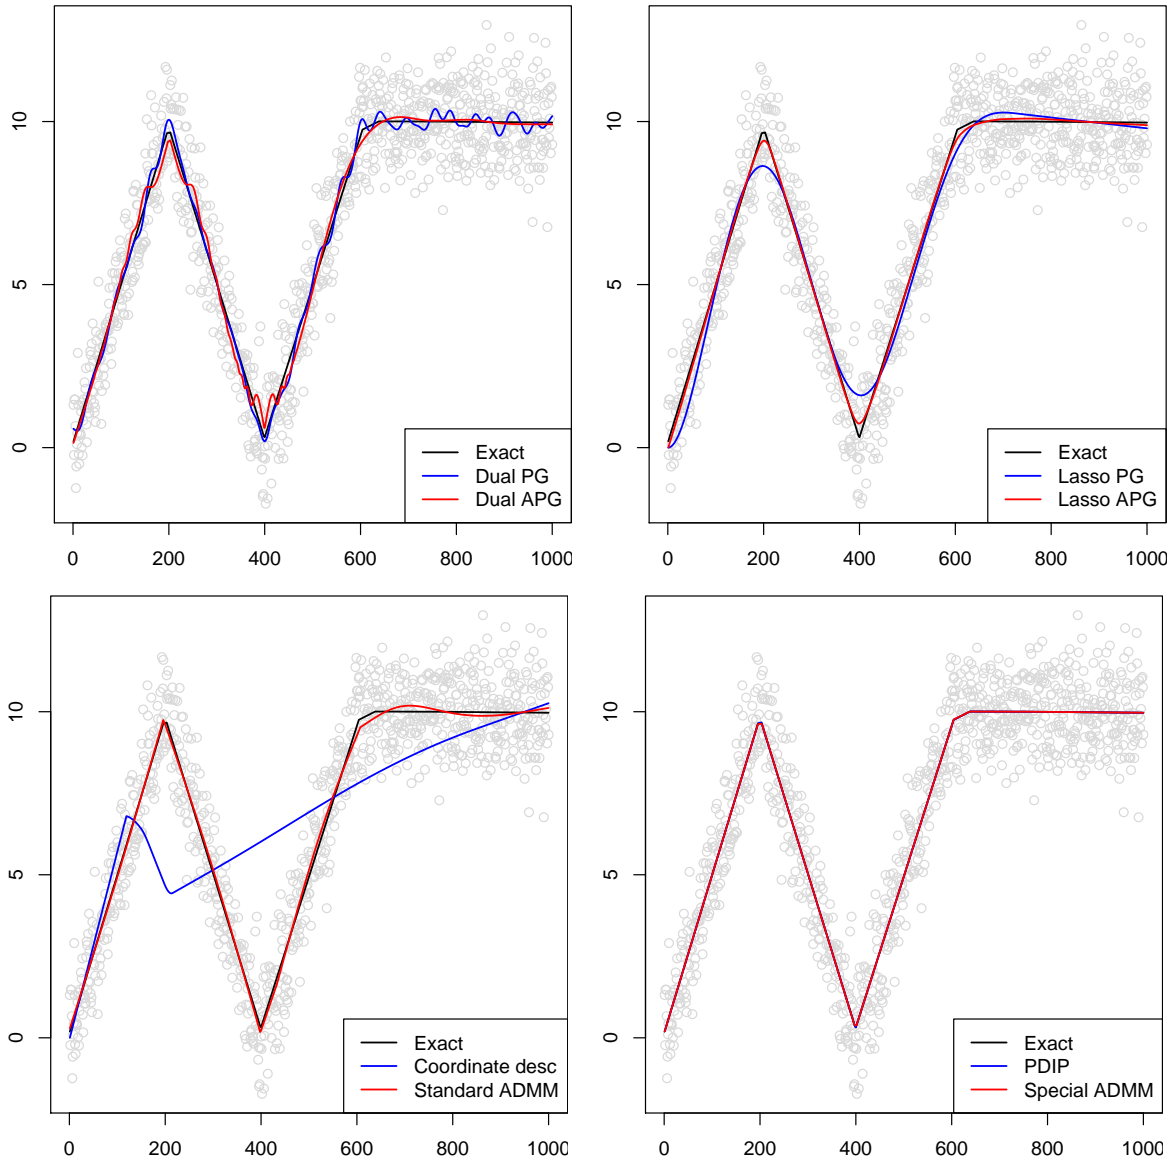 10
5
0
Exact
Dual PG
Dual APG
0 200 400 600 800 1000
10
5
0
Exact
Lasso PG
Lasso APG
0 200 400 600 800 1000
10
5
0
Exact
Coordinate desc
Standard ADMM
0 200 400 600 800 1000
10
5
0
Exact
PDIP
Special ADMM
0 200 400 600 800 1000